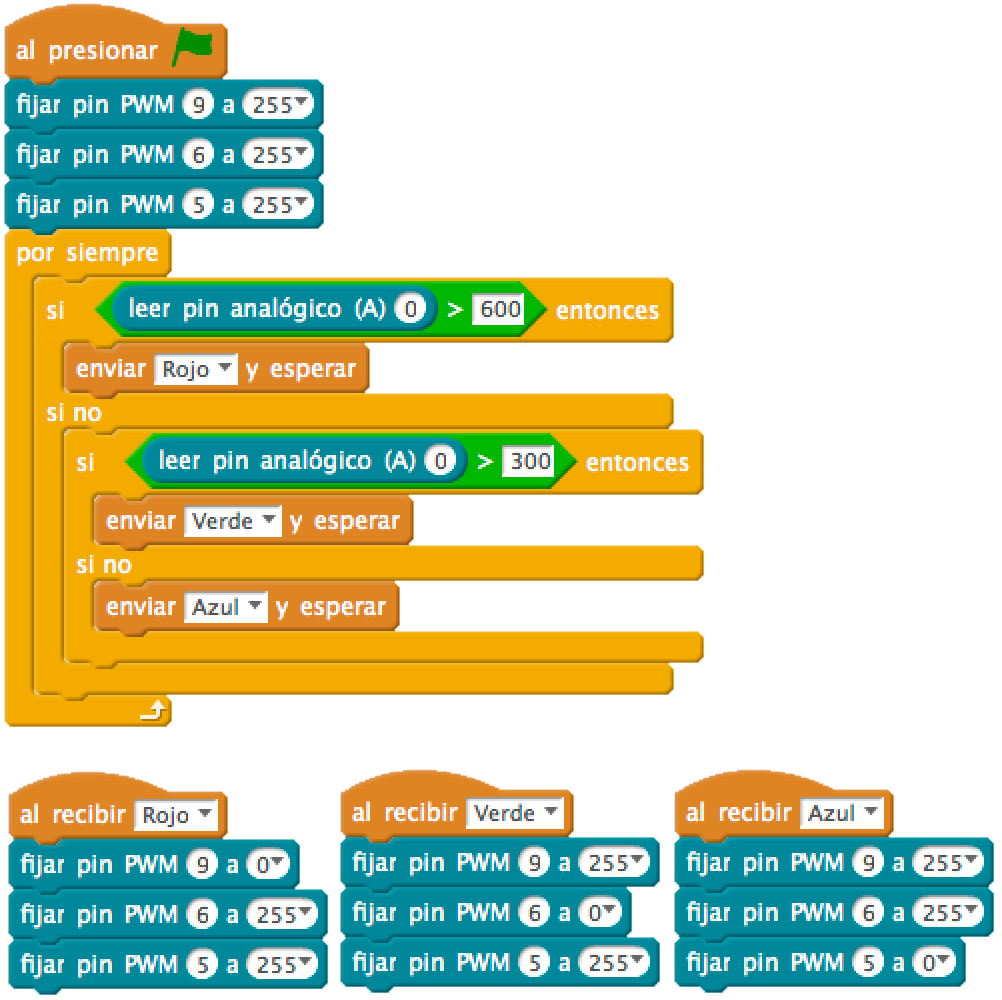 al presionar
fijar pin PWM 9 a 255
fijar pin PWM 6 a 255
fijar pin PWM 5 a 255
por siempre
si leer pin analógico (A) 0 > 600 entonces
enviar Rojo y esperar
si no
si leer pin analógico (A) 0 > 300 entonces
enviar Verde y esperar
si no
enviar Azul y esperar
al recibir Rojo
fijar pin PWM 9 a 0
fijar pin PWM 6 a 255
fijar pin PWM 5 a 255
al recibir Verde
fijar pin PWM 9 a 255
fijar pin PWM 6 a 0
fijar pin PWM 5 a 255
al recibir Azul
fijar pin PWM 9 a 255
fijar pin PWM 6 a 255
fijar pin PWM 5 a 0